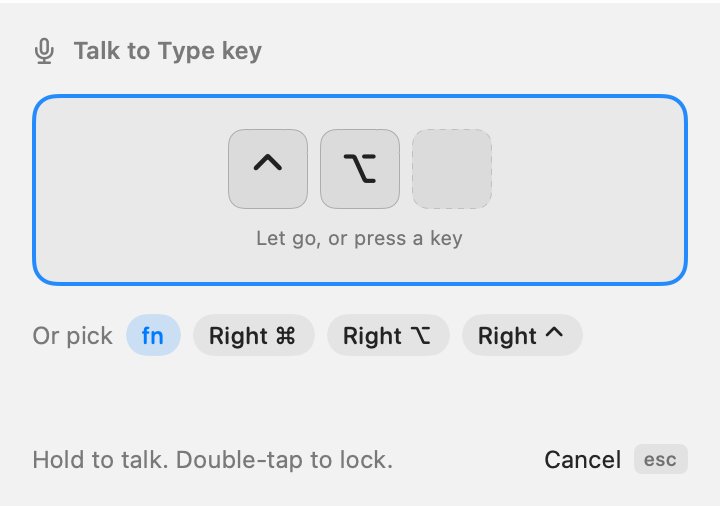 Talk to Type key
⌃ ⌥
Let go, or press a key
Or pick fn Right ⌘ Right ⌥ Right ⌃
Hold to talk. Double-tap to lock. Cancel esc